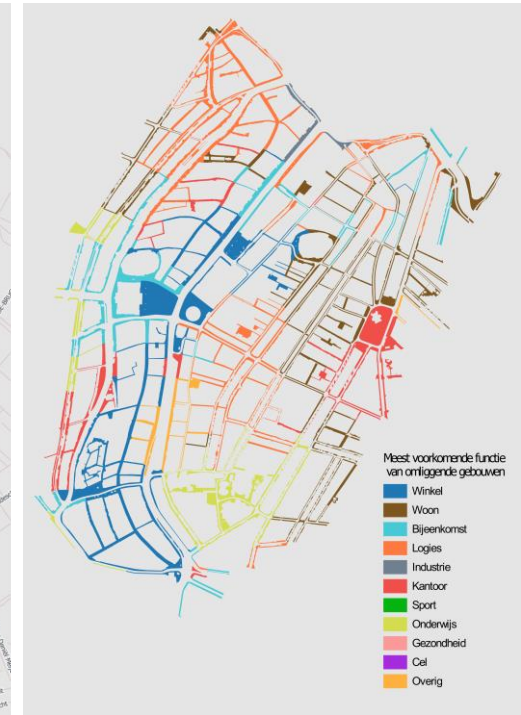 Meest voorkomende functie
van omliggende gebouwen
Winkel
Woon
Bijeenkomst
Logies
Industrie
Kantoor
Sport
Onderwijs
Gezondheid
Cel
Overig